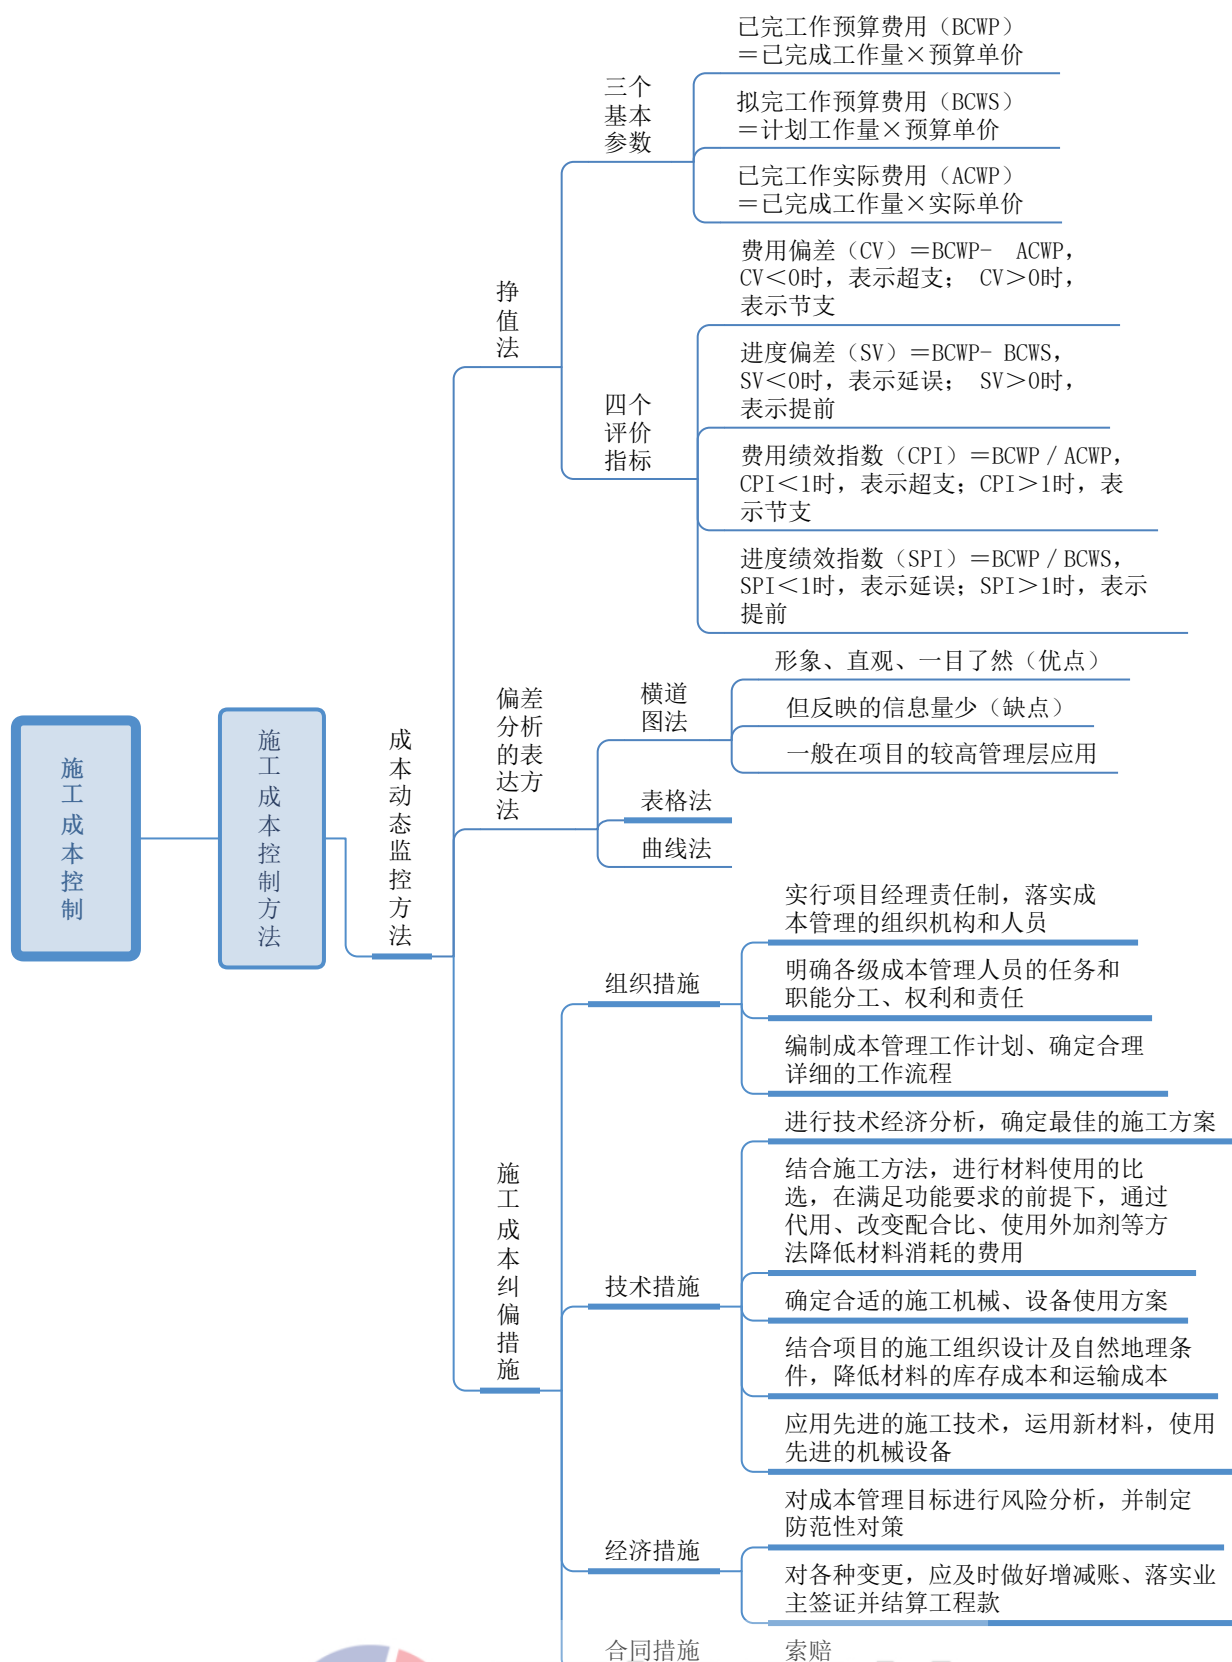 施工成本控制
施工成本控制方法
成本动态监控方法
挣值法
三个
基本
参数
已完工作预算费用（BCWP）
＝已完成工作量×预算单价
拟完工作预算费用（BCWS）
＝计划工作量×预算单价
已完工作实际费用（ACWP）
＝已完成工作量×实际单价
四个
评价
指标
费用偏差（CV）＝BCWP- ACWP，
CV＜0时，表示超支； CV＞0时，
表示节支
进度偏差（SV）＝BCWP- BCWS，
SV＜0时，表示延误； SV＞0时，
表示提前
费用绩效指数（CPI）＝BCWP／ACWP，
CPI＜1时，表示超支；CPI＞1时，表
示节支
进度绩效指数（SPI）＝BCWP／BCWS，
SPI＜1时，表示延误；SPI＞1时，表示
提前
偏差
分析
的表
达方
法
横道
图法
形象、直观、一目了然（优点）
但反映的信息量少（缺点）
一般在项目的较高管理层应用
表格法
曲线法
施工成本纠偏措施
组织措施
实行项目经理责任制，落实成
本管理的组织机构和人员
明确各级成本管理人员的任务和
职能分工、权利和责任
编制成本管理工作计划、确定合理
详细的工作流程
技术措施
进行技术经济分析，确定最佳的施工方案
结合施工方法，进行材料使用的比
选，在满足功能要求的前提下，通过
代用、改变配合比、使用外加剂等方
法降低材料消耗的费用
确定合适的施工机械、设备使用方案
结合项目的施工组织设计及自然地理条
件，降低材料的库存成本和运输成本
应用先进的施工技术，运用新材料，使用
先进的机械设备
经济措施
对成本管理目标进行风险分析，并制定
防范性对策
对各种变更，应及时做好增减账、落实业
主签证并结算工程款
合同措施
索赔